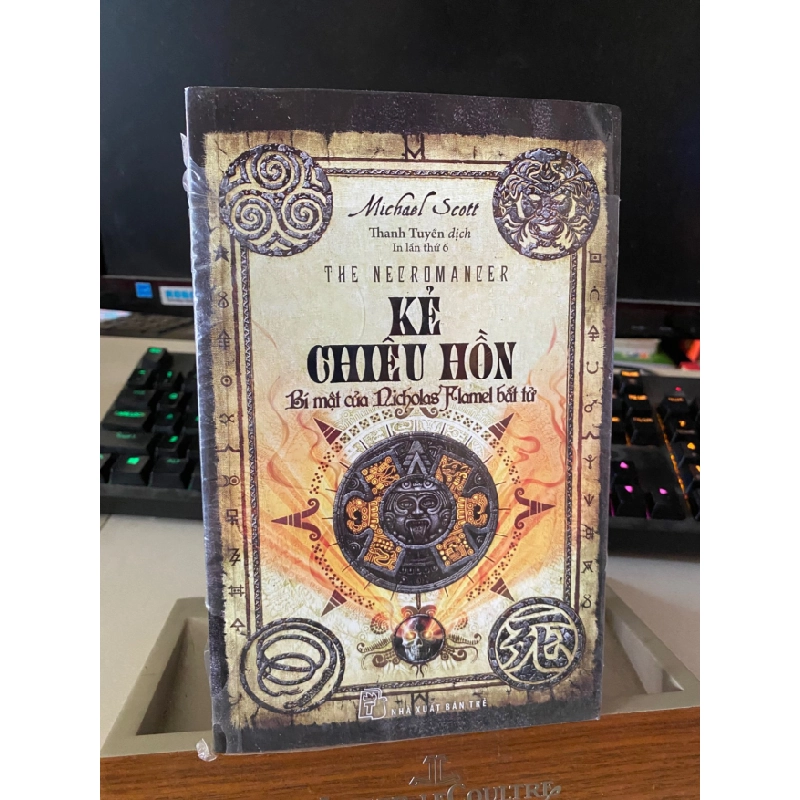 Michael Scott
Thanh Tuyền dịch
In lần thứ 6
THE NECROMANCER
KẺ
CHIÊU HỒN
Bí mật của Nicholas Flamel bất tử
死
NHÀ XUẤT BẢN TRẺ